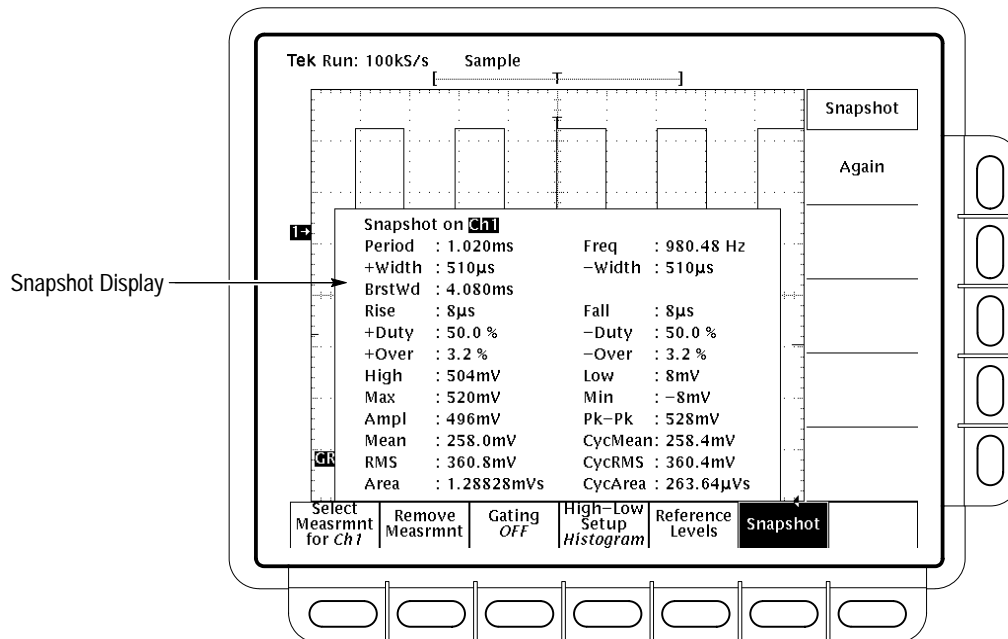 Tek Run: 100kS/s Sample
[ T ]
T
Snapshot
Again
1→
Snapshot Display
Snapshot on Ch1
Period : 1.020ms Freq : 980.48 Hz
+Width : 510µs −Width : 510µs
BrstWd : 4.080ms
Rise : 8µs Fall : 8µs
+Duty : 50.0 % −Duty : 50.0 %
+Over : 3.2 % −Over : 3.2 %
High : 504mV Low : 8mV
Max : 520mV Min : −8mV
Ampl : 496mV Pk−Pk : 528mV
Mean : 258.0mV CycMean: 258.4mV
GR
RMS : 360.8mV CycRMS : 360.4mV
Area : 1.28828mVs CycArea : 263.64µVs
Select
Measrmnt
for Ch1
Remove
Measrmnt
Gating
OFF
High−Low
Setup
Histogram
Reference
Levels
Snapshot